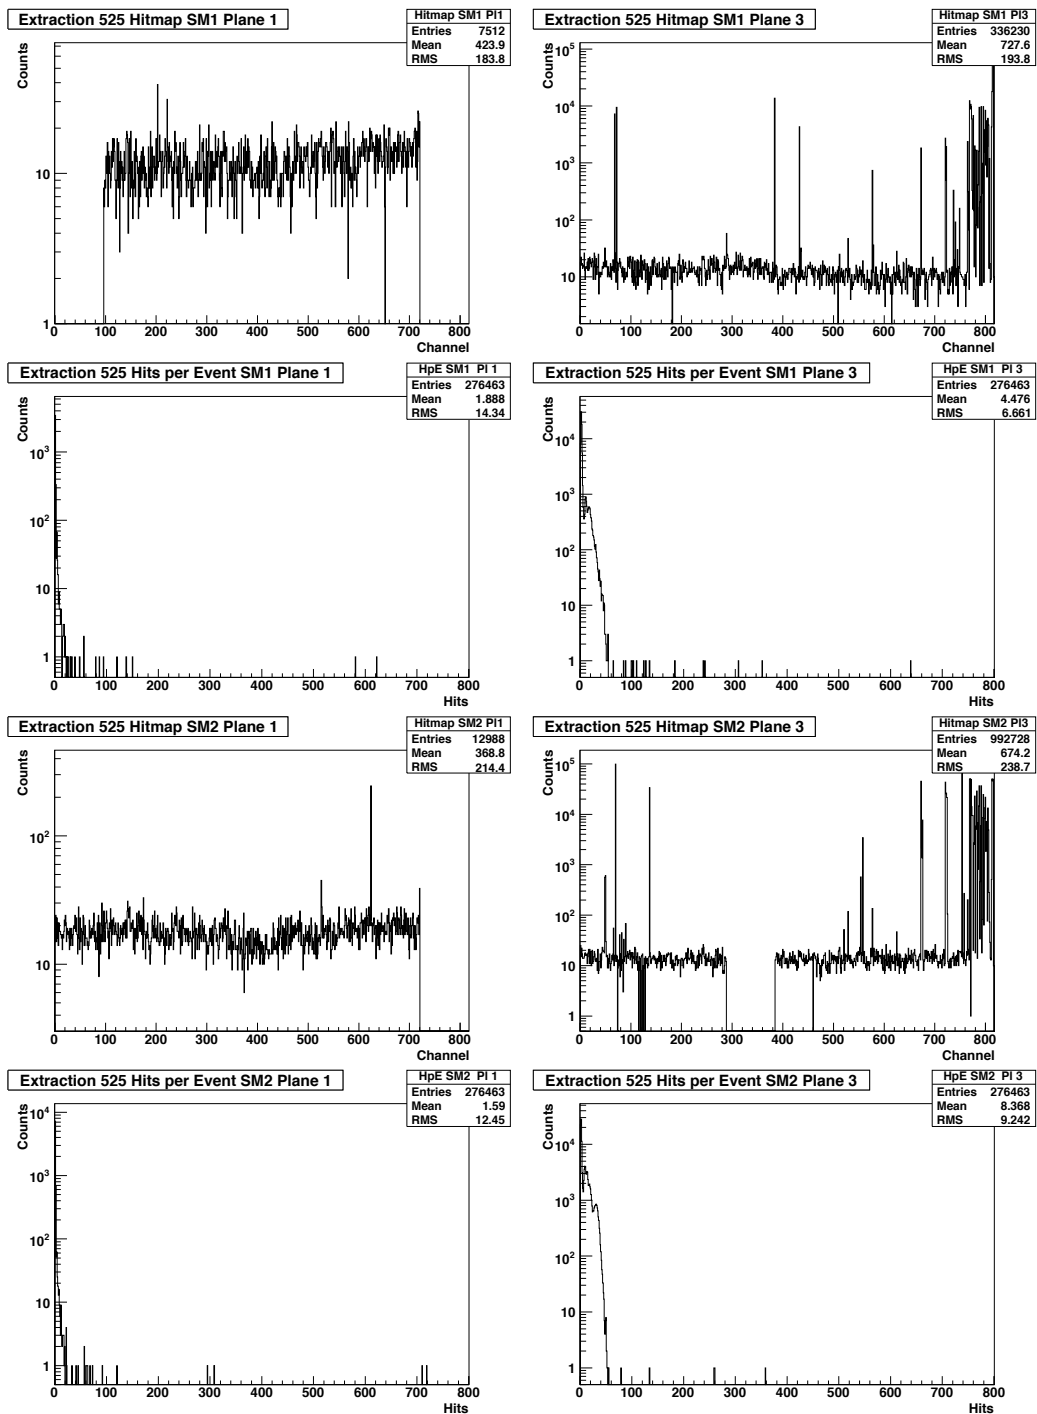 Extraction 525 Hitmap SM1 Plane 1
Hitmap SM1 Pl1
Entries 7512
Mean 423.9
RMS 183.8
Counts
10
1
0 100 200 300 400 500 600 700 800
Channel
Extraction 525 Hitmap SM1 Plane 3
Hitmap SM1 Pl3
Entries 336230
Mean 727.6
RMS 193.8
Counts
10^5
10^4
10^3
10^2
10
0 100 200 300 400 500 600 700 800
Channel
Extraction 525 Hits per Event SM1 Plane 1
HpE SM1 Pl 1
Entries 276463
Mean 1.888
RMS 14.34
Counts
10^3
10^2
10
1
0 100 200 300 400 500 600 700 800
Hits
Extraction 525 Hits per Event SM1 Plane 3
HpE SM1 Pl 3
Entries 276463
Mean 4.476
RMS 6.661
Counts
10^4
10^3
10^2
10
1
0 100 200 300 400 500 600 700 800
Hits
Extraction 525 Hitmap SM2 Plane 1
Hitmap SM2 Pl1
Entries 12988
Mean 368.8
RMS 214.4
Counts
10^2
10
0 100 200 300 400 500 600 700 800
Channel
Extraction 525 Hitmap SM2 Plane 3
Hitmap SM2 Pl3
Entries 992728
Mean 674.2
RMS 238.7
Counts
10^5
10^4
10^3
10^2
10
1
0 100 200 300 400 500 600 700 800
Channel
Extraction 525 Hits per Event SM2 Plane 1
HpE SM2 Pl 1
Entries 276463
Mean 1.59
RMS 12.45
Counts
10^4
10^3
10^2
10
1
0 100 200 300 400 500 600 700 800
Hits
Extraction 525 Hits per Event SM2 Plane 3
HpE SM2 Pl 3
Entries 276463
Mean 8.368
RMS 9.242
Counts
10^4
10^3
10^2
10
1
0 100 200 300 400 500 600 700 800
Hits